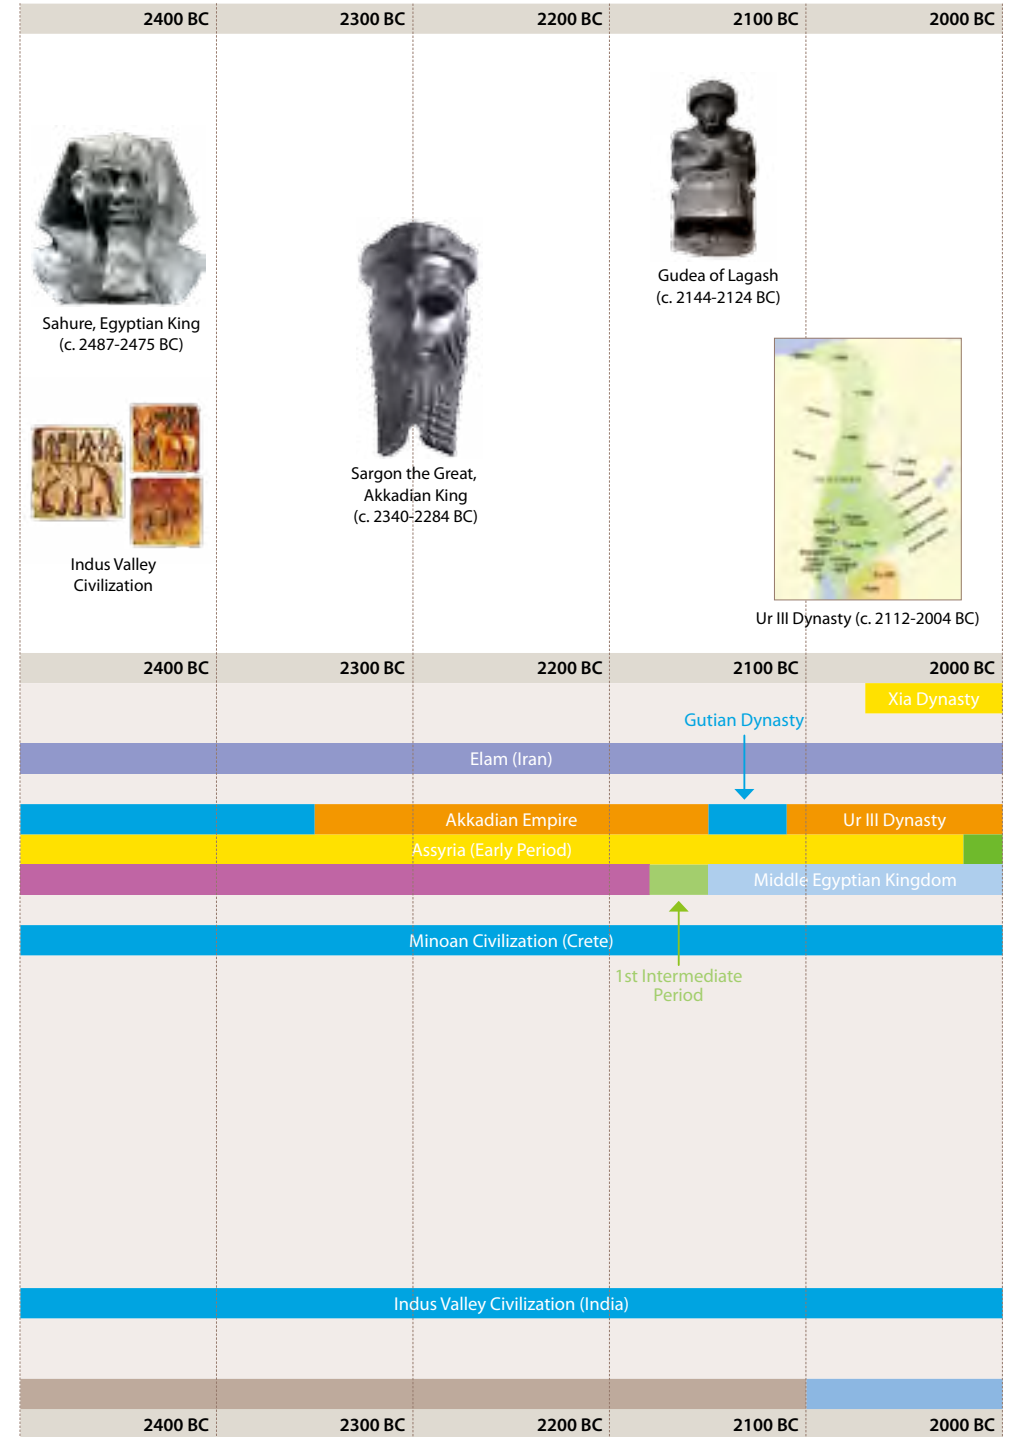 2400 BC 2300 BC 2200 BC 2100 BC 2000 BC
Gudea of Lagash
(c. 2144-2124 BC)
Sahure, Egyptian King
(c. 2487-2475 BC)
Sargon the Great,
Akkadian King
(c. 2340-2284 BC)
Indus Valley
Civilization
Ur III Dynasty (c. 2112-2004 BC)
2400 BC 2300 BC 2200 BC 2100 BC 2000 BC
Xia Dynasty
Gutian Dynasty
Elam (Iran)
Akkadian Empire Ur III Dynasty
Assyria (Early Period)
Middle Egyptian Kingdom
Minoan Civilization (Crete)
1st Intermediate
Period
Indus Valley Civilization (India)
2400 BC 2300 BC 2200 BC 2100 BC 2000 BC